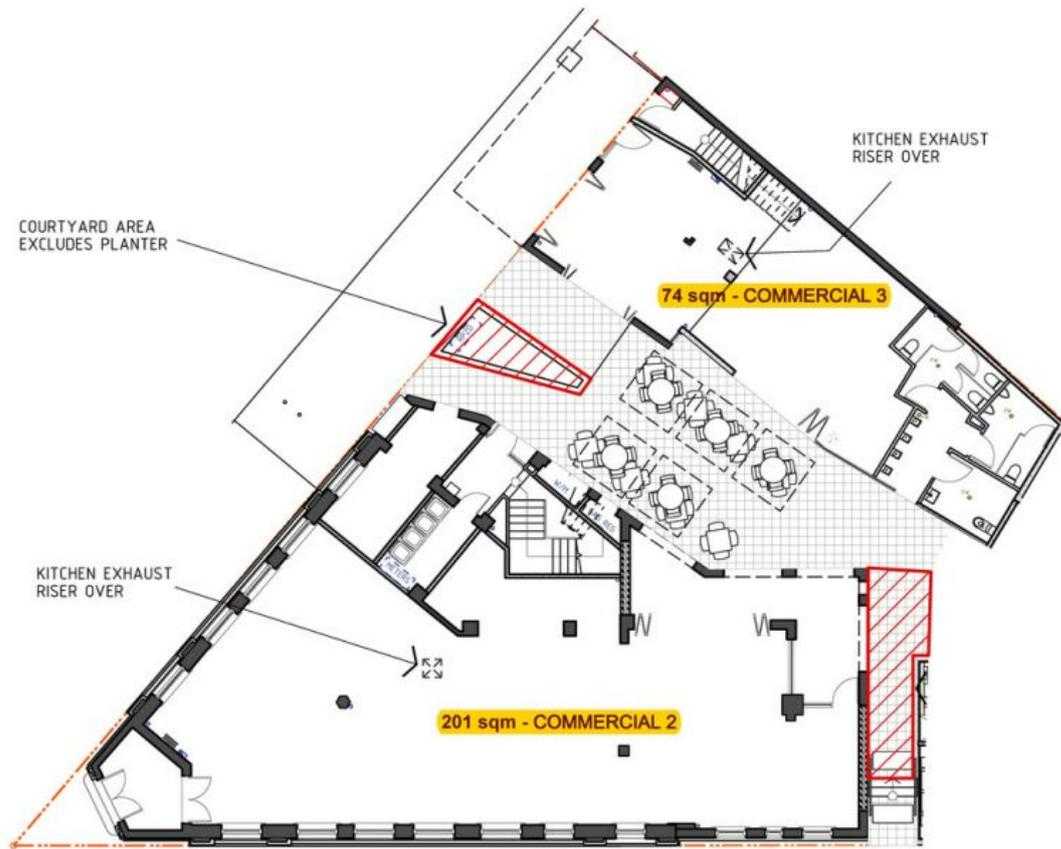 KITCHEN EXHAUST
RISER OVER
COURTYARD AREA
EXCLUDES PLANTER
74 sqm - COMMERCIAL 3
W/M
METERS
KITCHEN EXHAUST
RISER OVER
201 sqm - COMMERCIAL 2